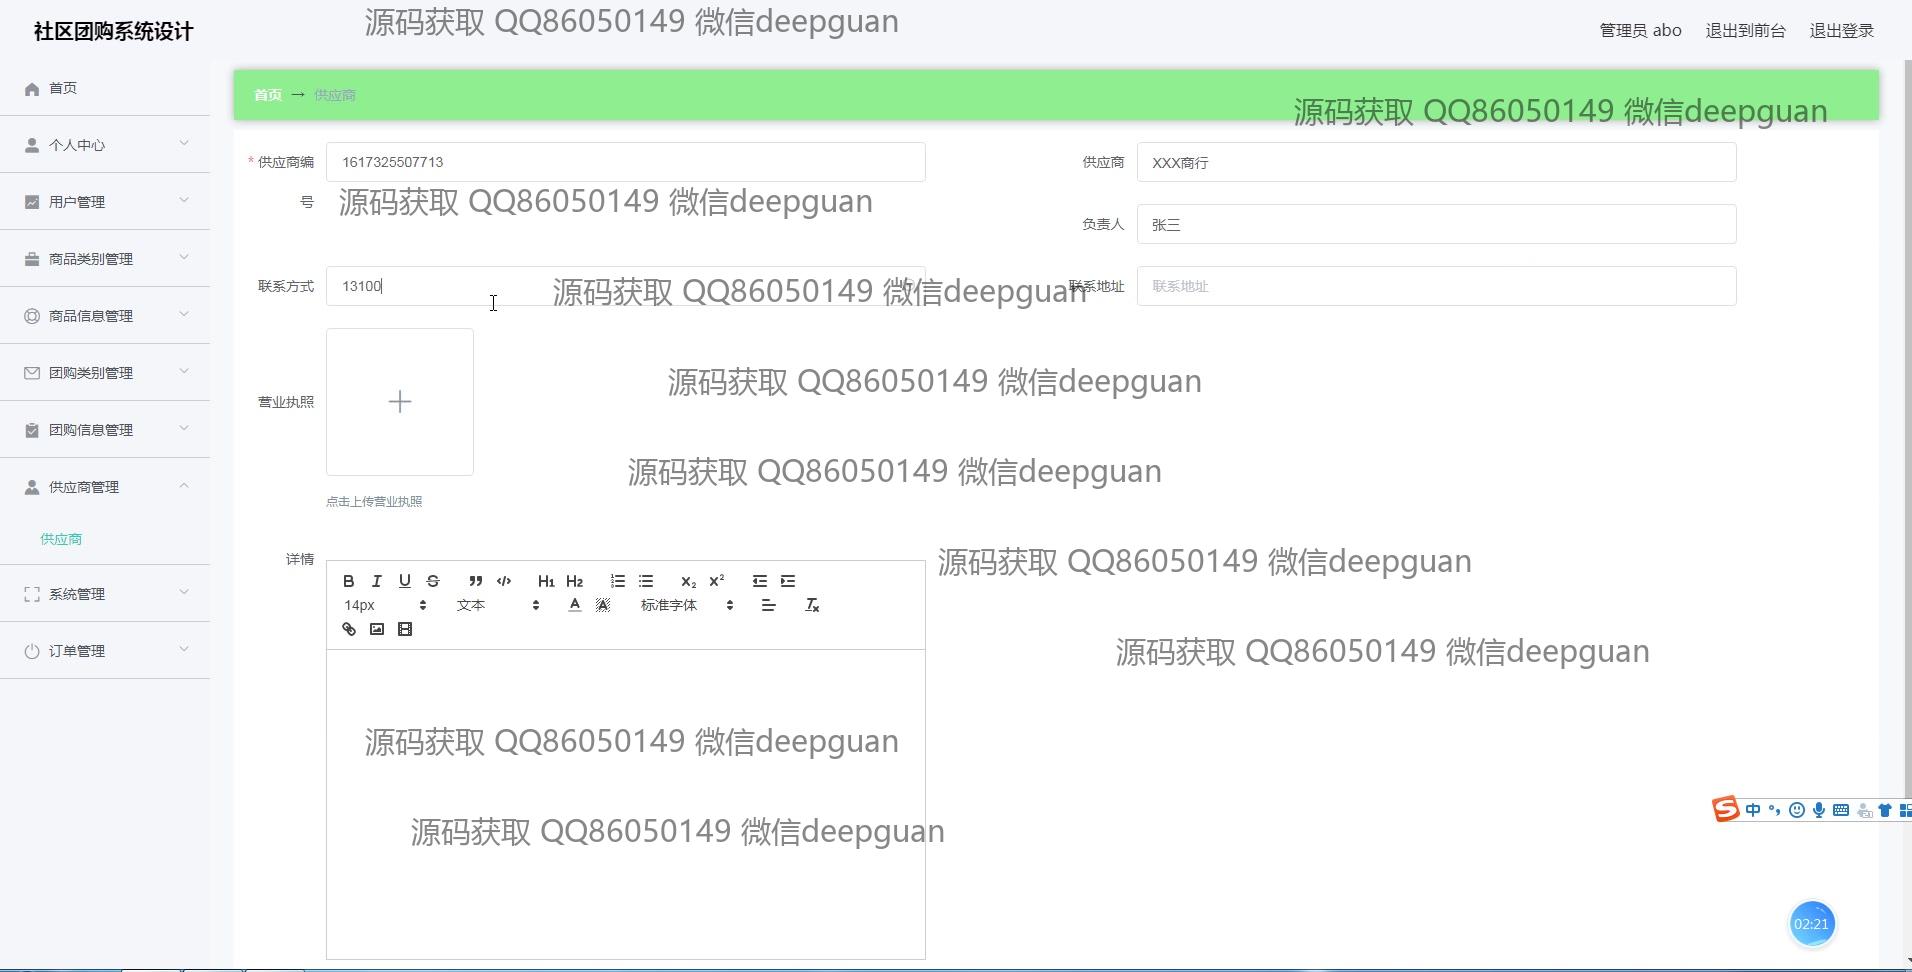 社区团购系统设计
源码获取 QQ86050149 微信deepguan
管理员 abo
退出到前台
退出登录
首页
个人中心
用户管理
商品类别管理
商品信息管理
团购类别管理
团购信息管理
供应商管理
供应商
系统管理
订单管理
首页 → 供应商
源码获取 QQ86050149 微信deepguan
* 供应商编号
1617325507713
供应商
XXX商行
源码获取 QQ86050149 微信deepguan
负责人
张三
联系方式
13100
源码获取 QQ86050149 微信deepguan
联系地址
联系地址
源码获取 QQ86050149 微信deepguan
营业执照
源码获取 QQ86050149 微信deepguan
点击上传营业执照
详情
源码获取 QQ86050149 微信deepguan
B I U S H1 H2 X2 X2
14px 文本 A A 标准字体 Tx
源码获取 QQ86050149 微信deepguan
源码获取 QQ86050149 微信deepguan
源码获取 QQ86050149 微信deepguan
S 中
02:21